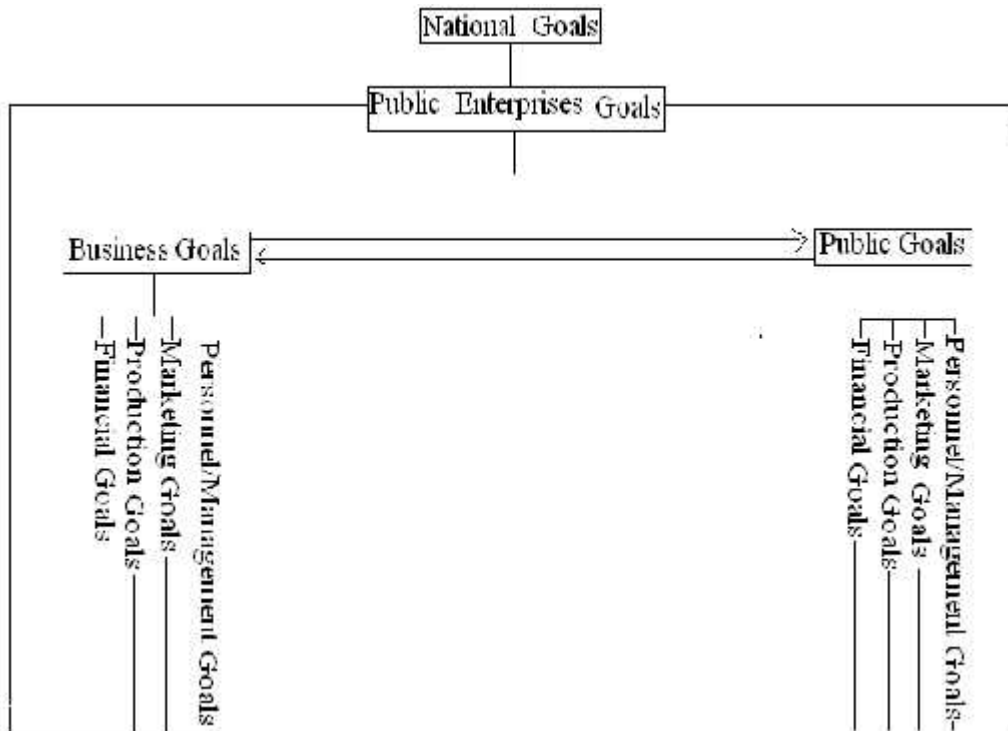 National Goals
Public Enterprises Goals
Business Goals
Public Goals
Financial Goals
Production Goals
Marketing Goals
Personnel/Management Goals
Financial Goals
Production Goals
Marketing Goals
Personnel/Management Goals